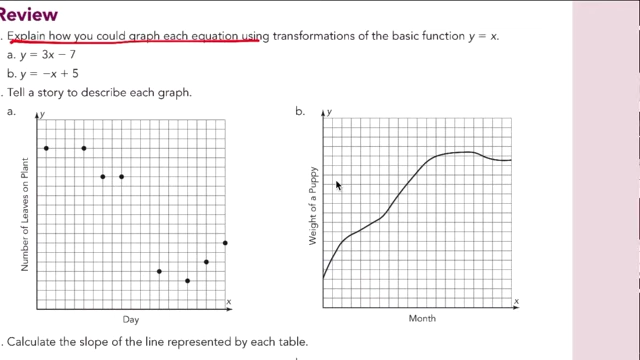 Review
. Explain how you could graph each equation using transformations of the basic function y = x.
a. y = 3x − 7
b. y = −x + 5
. Tell a story to describe each graph.
a.
y
Number of Leaves on Plant
x
Day
b.
y
Weight of a Puppy
x
Month
. Calculate the slope of the line represented by each table.